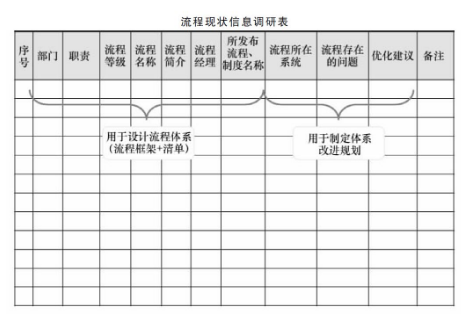 流程现状信息调研表
序号 部门 职责 流程等级 流程名称 流程简介 流程经理 所发布流程、制度名称 流程所在系统 流程存在的问题 优化建议 备注
用于设计流程体系
(流程框架+清单)
用于制定体系
改进规划